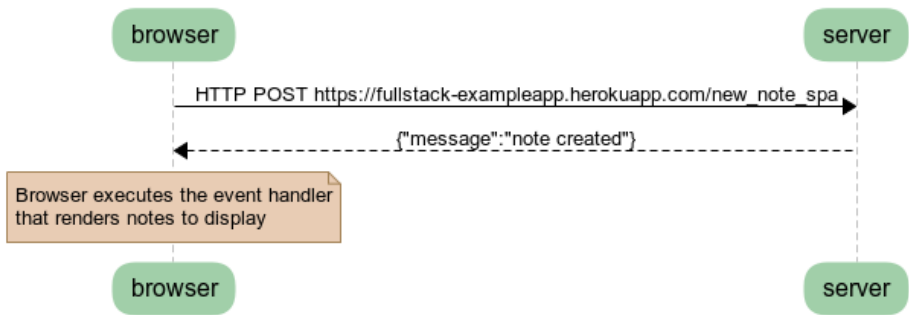 browser
server
HTTP POST https://fullstack-exampleapp.herokuapp.com/new_note_spa
{"message":"note created"}
Browser executes the event handler
that renders notes to display
browser
server